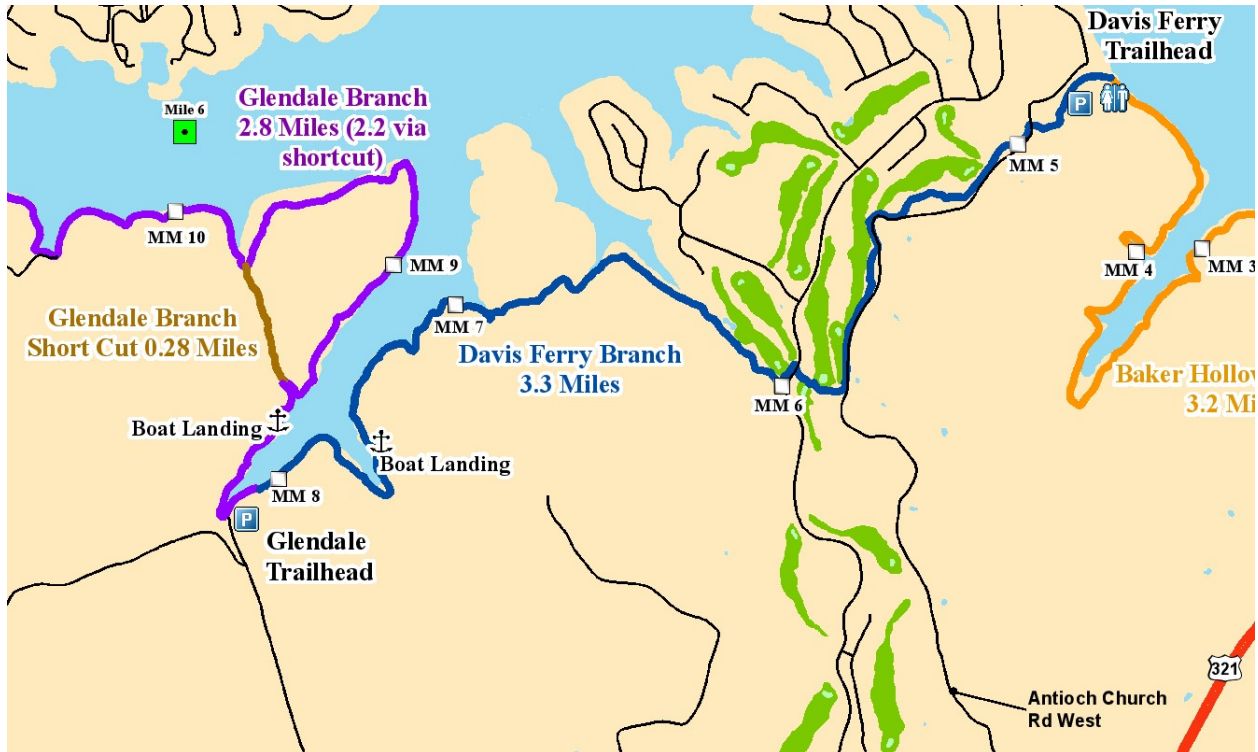 Davis Ferry
Trailhead
Mile 6
Glendale Branch
2.8 Miles (2.2 via
shortcut)
P
MM 5
MM 10
MM 9
MM 4
MM 3
Glendale Branch
Short Cut 0.28 Miles
MM 7
Davis Ferry Branch
3.3 Miles
MM 6
Baker Hollow
3.2 Mi
Boat Landing
Boat Landing
MM 8
P
Glendale
Trailhead
321
Antioch Church
Rd West